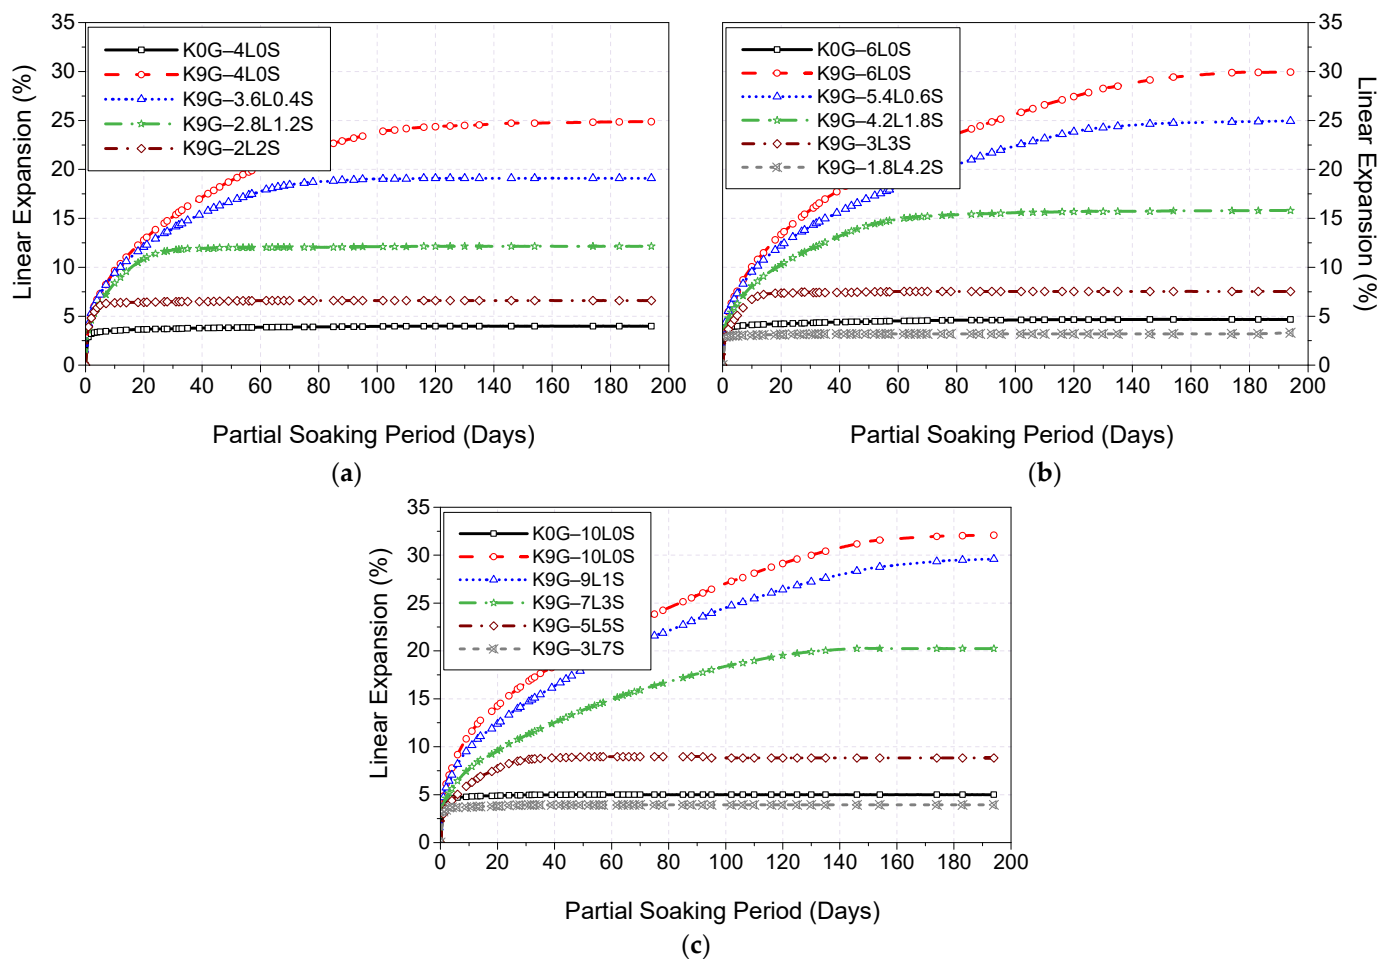 35
30
25
20
15
10
5
0
Linear Expansion (%)
K0G–4L0S
K9G–4L0S
K9G–3.6L0.4S
K9G–2.8L1.2S
K9G–2L2S
0 20 40 60 80 100 120 140 160 180 200
Partial Soaking Period (Days)
(a)
K0G–6L0S
K9G–6L0S
K9G–5.4L0.6S
K9G–4.2L1.8S
K9G–3L3S
K9G–1.8L4.2S
35
30
25
20
15
10
5
0
Linear Expansion (%)
0 20 40 60 80 100 120 140 160 180 200
Partial Soaking Period (Days)
(b)
35
30
25
20
15
10
5
0
Linear Expansion (%)
K0G–10L0S
K9G–10L0S
K9G–9L1S
K9G–7L3S
K9G–5L5S
K9G–3L7S
0 20 40 60 80 100 120 140 160 180 200
Partial Soaking Period (Days)
(c)